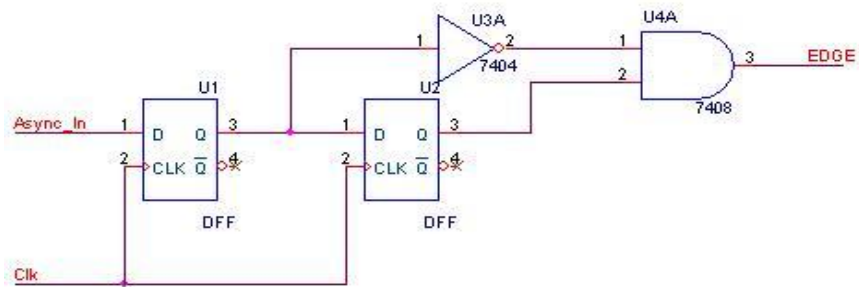 U3A
U4A
1
2
1
3
EDGE
7404
2
7408
U1
U2
Async_In
1
D
Q
3
1
D
Q
3
2
CLK
Q
4
2
CLK
Q
4
DFF
DFF
Clk